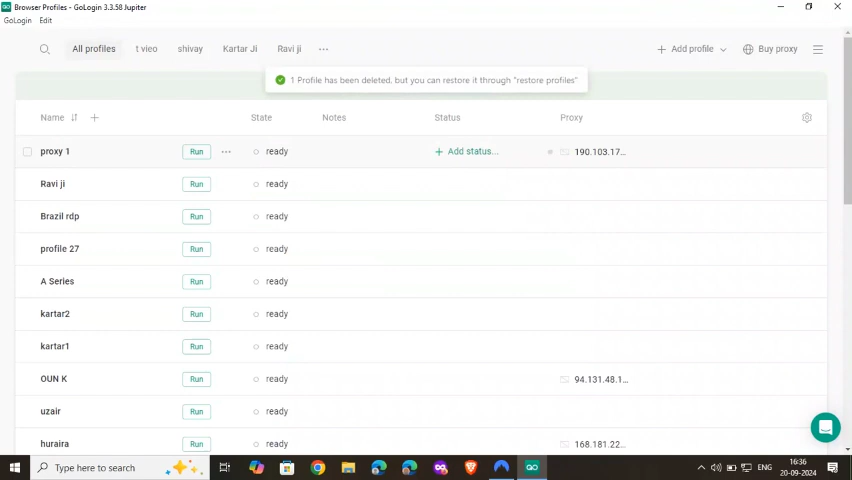 Browser Profiles - GoLogin 3.3.58 Jupiter
GoLogin Edit
All profiles t vieo shivay Kartar Ji Ravi ji ... + Add profile Buy proxy
1 Profile has been deleted, but you can restore it through "restore profiles"
Name + State Notes Status Proxy
proxy 1 Run ... ready + Add status... 190.103.17...
Ravi ji Run ready
Brazil rdp Run ready
profile 27 Run ready
A Series Run ready
kartar2 Run ready
kartar1 Run ready
OUN K Run ready 94.131.48.1...
uzair Run ready
huraira Run ready 168.181.22...
Type here to search GO ENG 16:36
20-09-2024